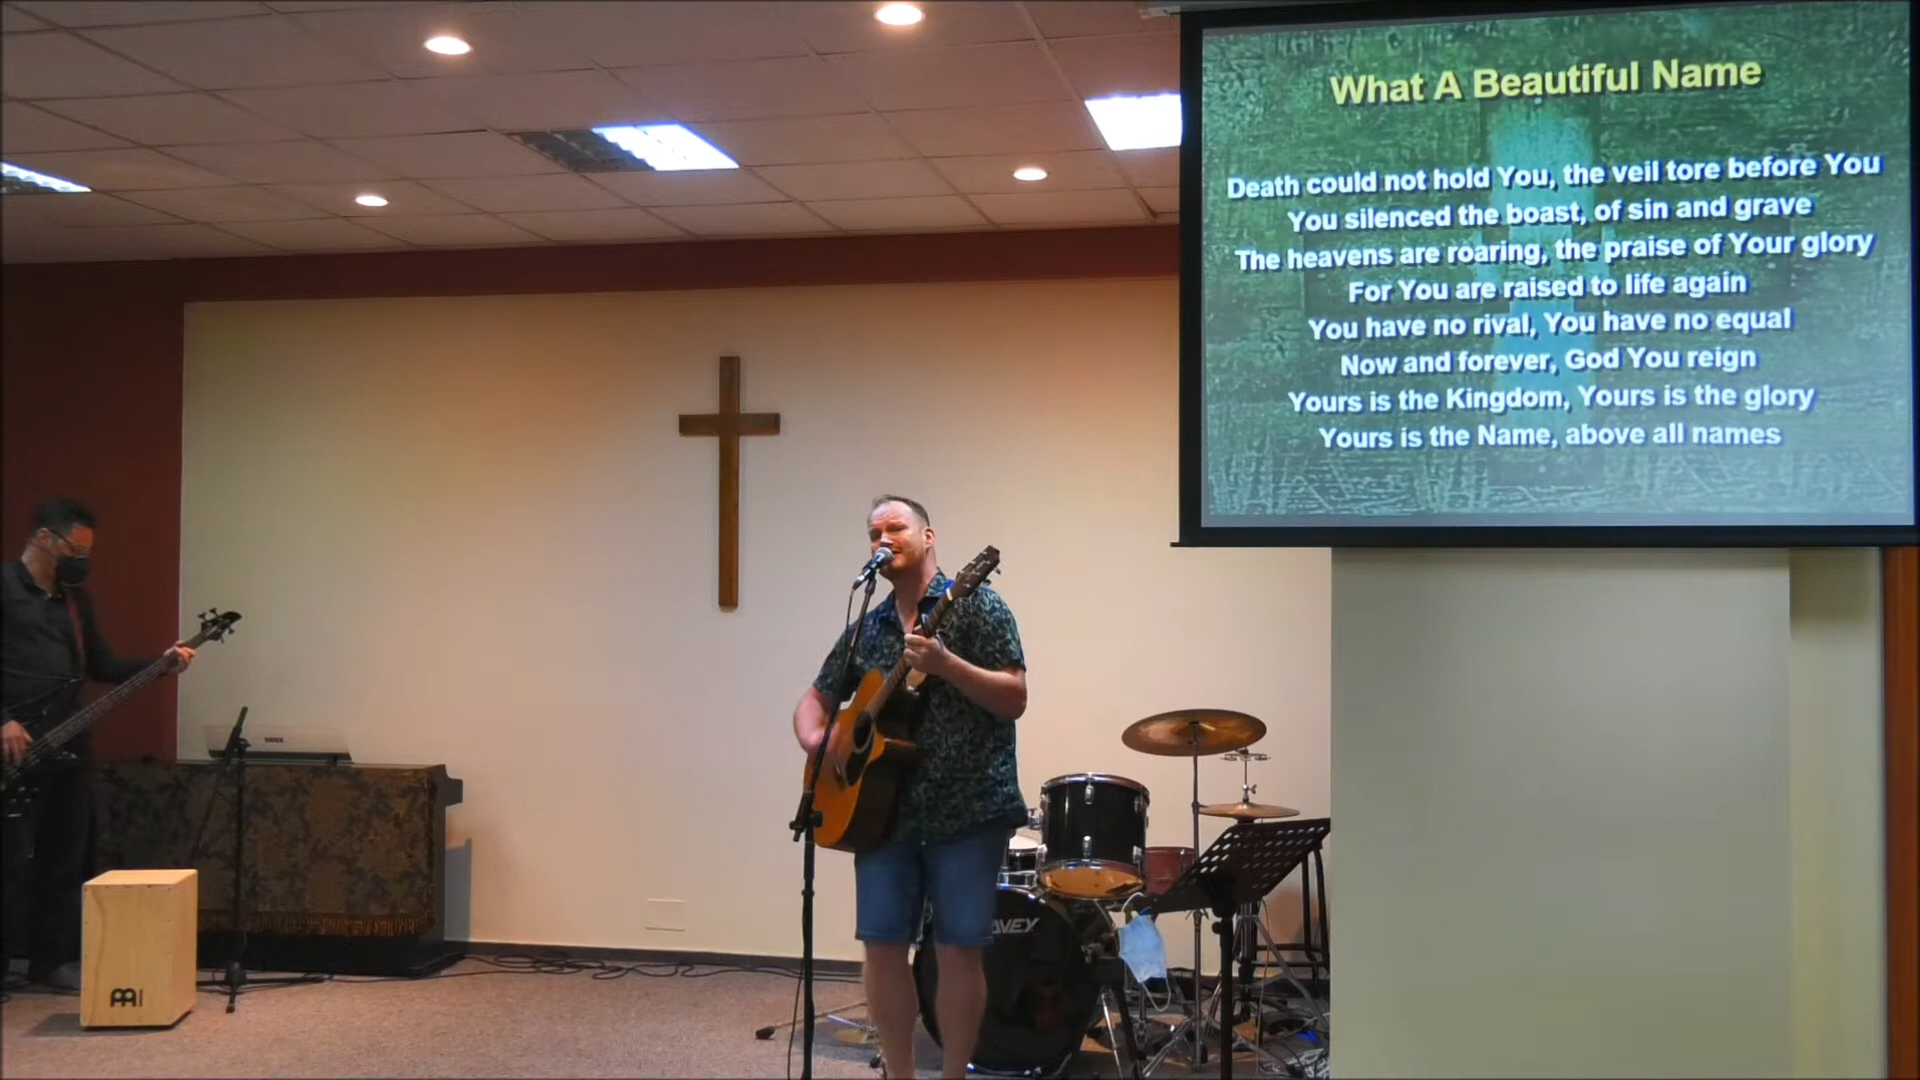 What A Beautiful Name
Death could not hold You, the veil tore before You
You silenced the boast, of sin and grave
The heavens are roaring, the praise of Your glory
For You are raised to life again
You have no rival, You have no equal
Now and forever, God You reign
Yours is the Kingdom, Yours is the glory
Yours is the Name, above all names